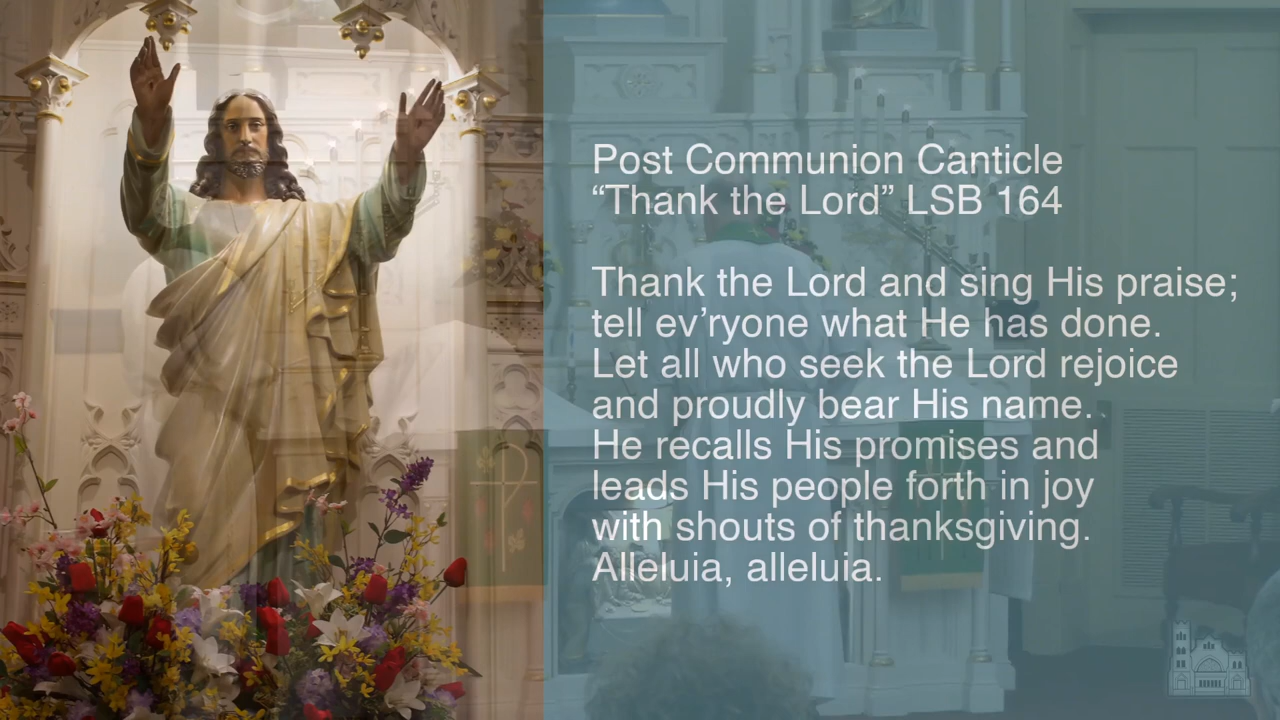 Post Communion Canticle
“Thank the Lord” LSB 164
Thank the Lord and sing His praise;
tell ev’ryone what He has done.
Let all who seek the Lord rejoice
and proudly bear His name.
He recalls His promises and
leads His people forth in joy
with shouts of thanksgiving.
Alleluia, alleluia.